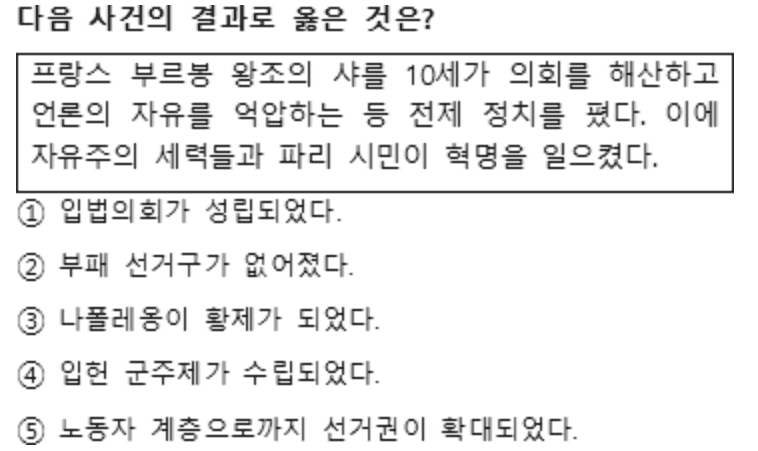 다음 사건의 결과로 옳은 것은?
프랑스 부르봉 왕조의 샤를 10세가 의회를 해산하고
언론의 자유를 억압하는 등 전제 정치를 폈다. 이에
자유주의 세력들과 파리 시민이 혁명을 일으켰다.
① 입법의회가 성립되었다.
② 부패 선거구가 없어졌다.
③ 나폴레옹이 황제가 되었다.
④ 입헌 군주제가 수립되었다.
⑤ 노동자 계층으로까지 선거권이 확대되었다.